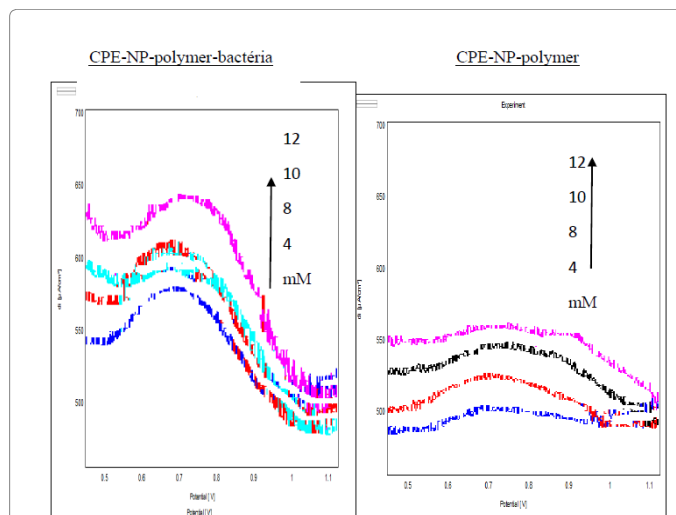 CPE-NP-polymer-bactéria
CPE-NP-polymer
Experiment
700
650
600
550
500
12
10
8
4
mM
0.5 0.6 0.7 0.8 0.9 1 1.1
Potential [V]
Potential [V]
700
650
600
550
500
12
10
8
4
mM
0.5 0.6 0.7 0.8 0.9 1 1.1
Potential [V]